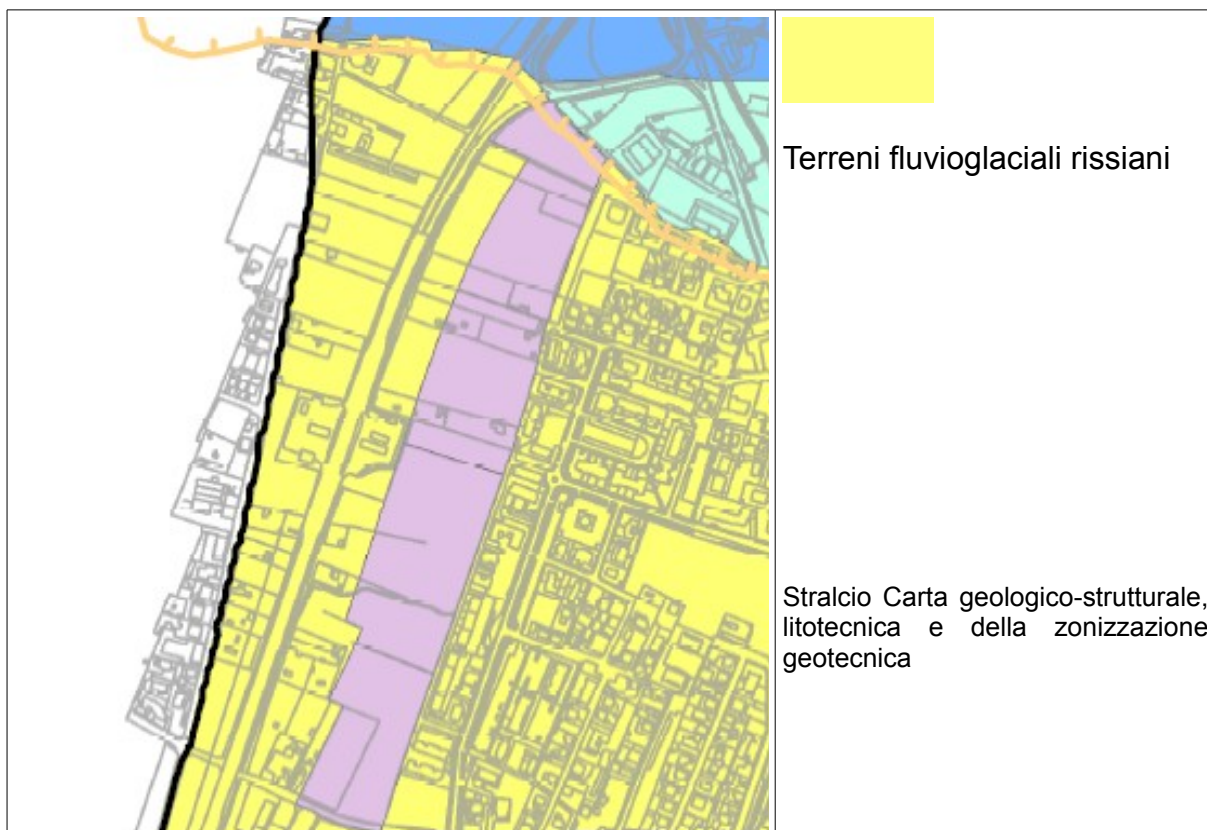 Terreni fluvioglaciali rissiani
Stralcio Carta geologico-strutturale,
litotecnica e della zonizzazione
geotecnica